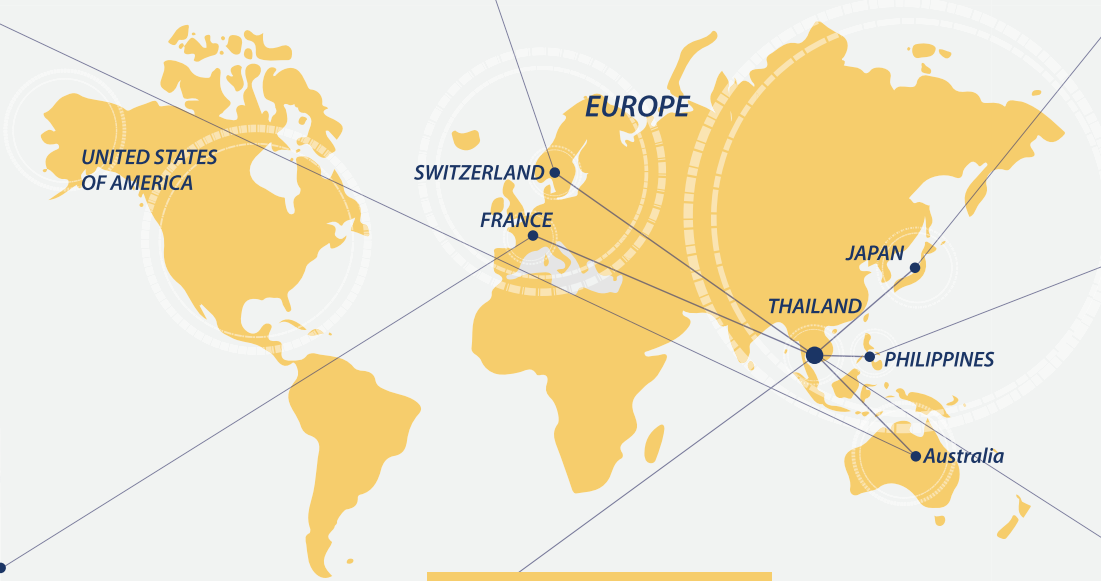 EUROPE
UNITED STATES
OF AMERICA
SWITZERLAND
FRANCE
JAPAN
THAILAND
PHILIPPINES
Australia